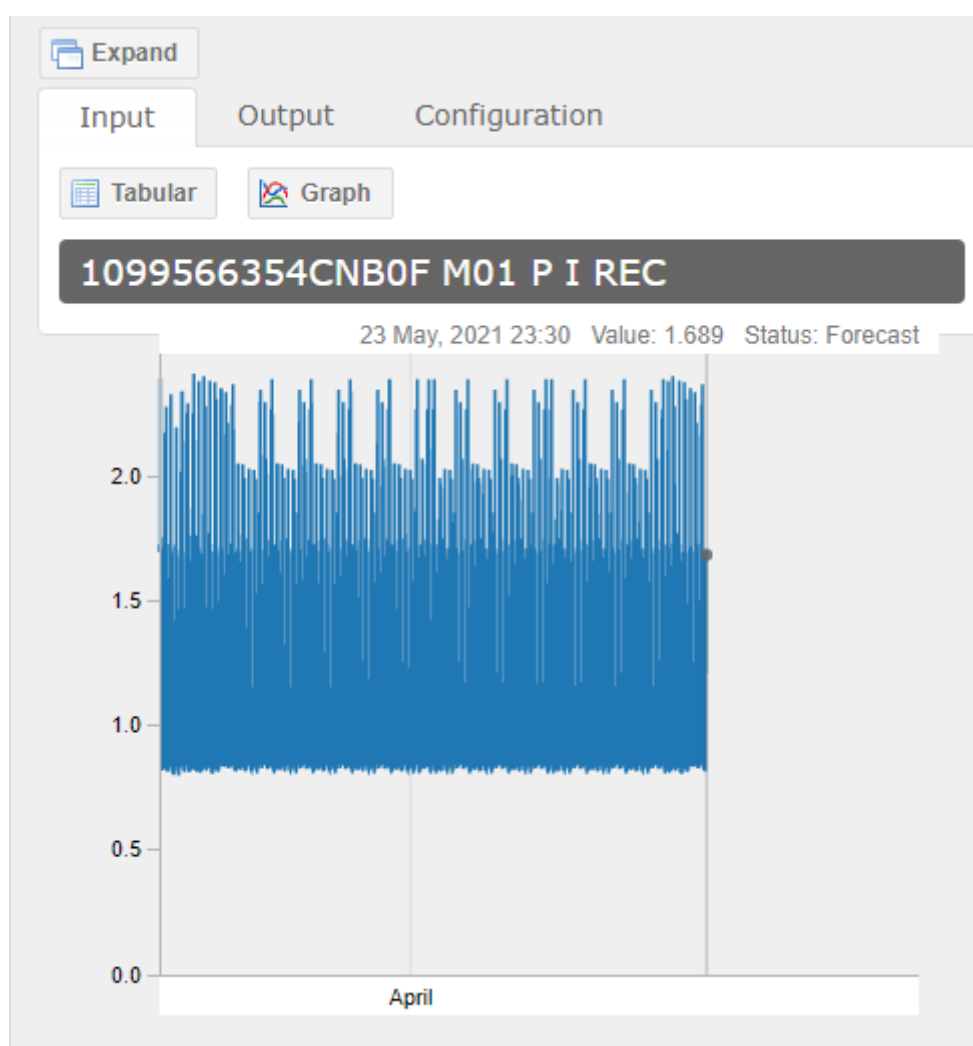 Expand
Input Output Configuration
Tabular Graph
1099566354CNB0F M01 P I REC
23 May, 2021 23:30 Value: 1.689 Status: Forecast
2.0
1.5
1.0
0.5
0.0
April